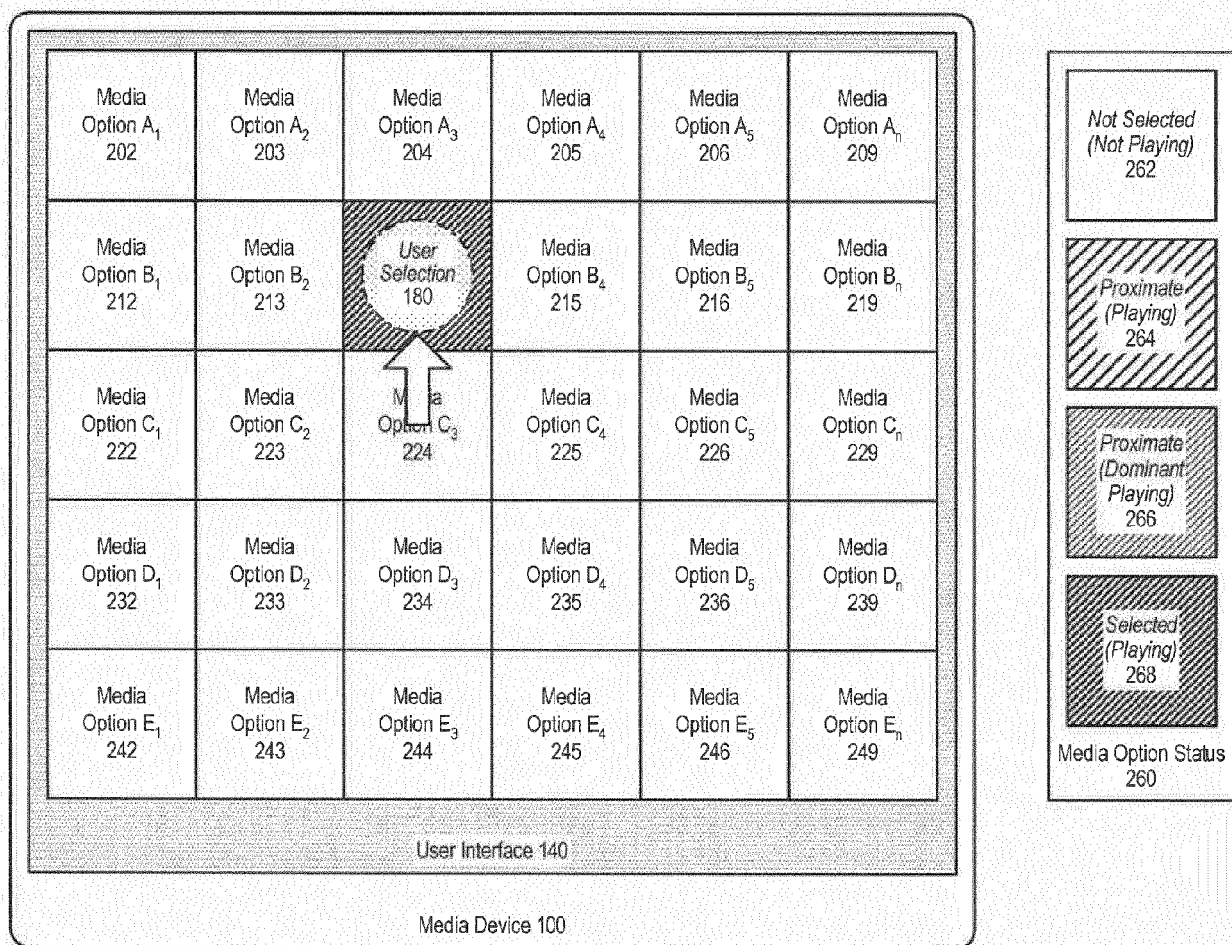 Media
Option A₁
202
Media
Option A₂
203
Media
Option A₃
204
Media
Option A₄
205
Media
Option A₅
206
Media
Option Aₙ
209
Media
Option B₁
212
Media
Option B₂
213
User
Selection
180
Media
Option B₄
215
Media
Option B₅
216
Media
Option Bₙ
219
Media
Option C₁
222
Media
Option C₂
223
Media
Option C₃
224
Media
Option C₄
225
Media
Option C₅
226
Media
Option Cₙ
229
Media
Option D₁
232
Media
Option D₂
233
Media
Option D₃
234
Media
Option D₄
235
Media
Option D₅
236
Media
Option Dₙ
239
Media
Option E₁
242
Media
Option E₂
243
Media
Option E₃
244
Media
Option E₄
245
Media
Option E₅
246
Media
Option Eₙ
249
User Interface 140
Media Device 100
Not Selected
(Not Playing)
262
Proximate
(Playing)
264
Proximate
(Dominant
Playing)
266
Selected
(Playing)
268
Media Option Status
260